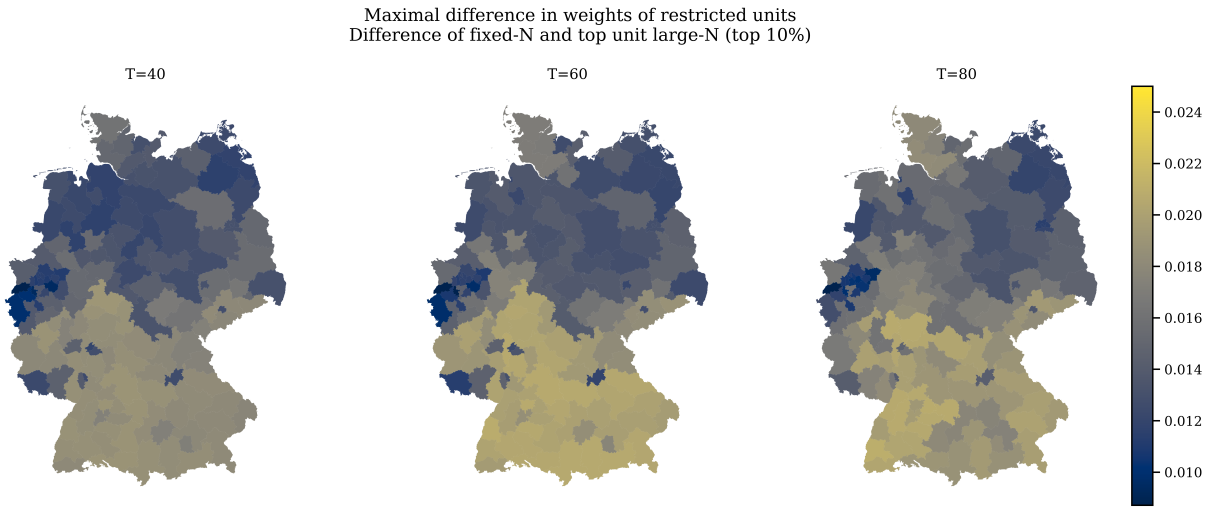 Maximal difference in weights of restricted units
Difference of fixed-N and top unit large-N (top 10%)
T=40
T=60
T=80
0.024
0.022
0.020
0.018
0.016
0.014
0.012
0.010